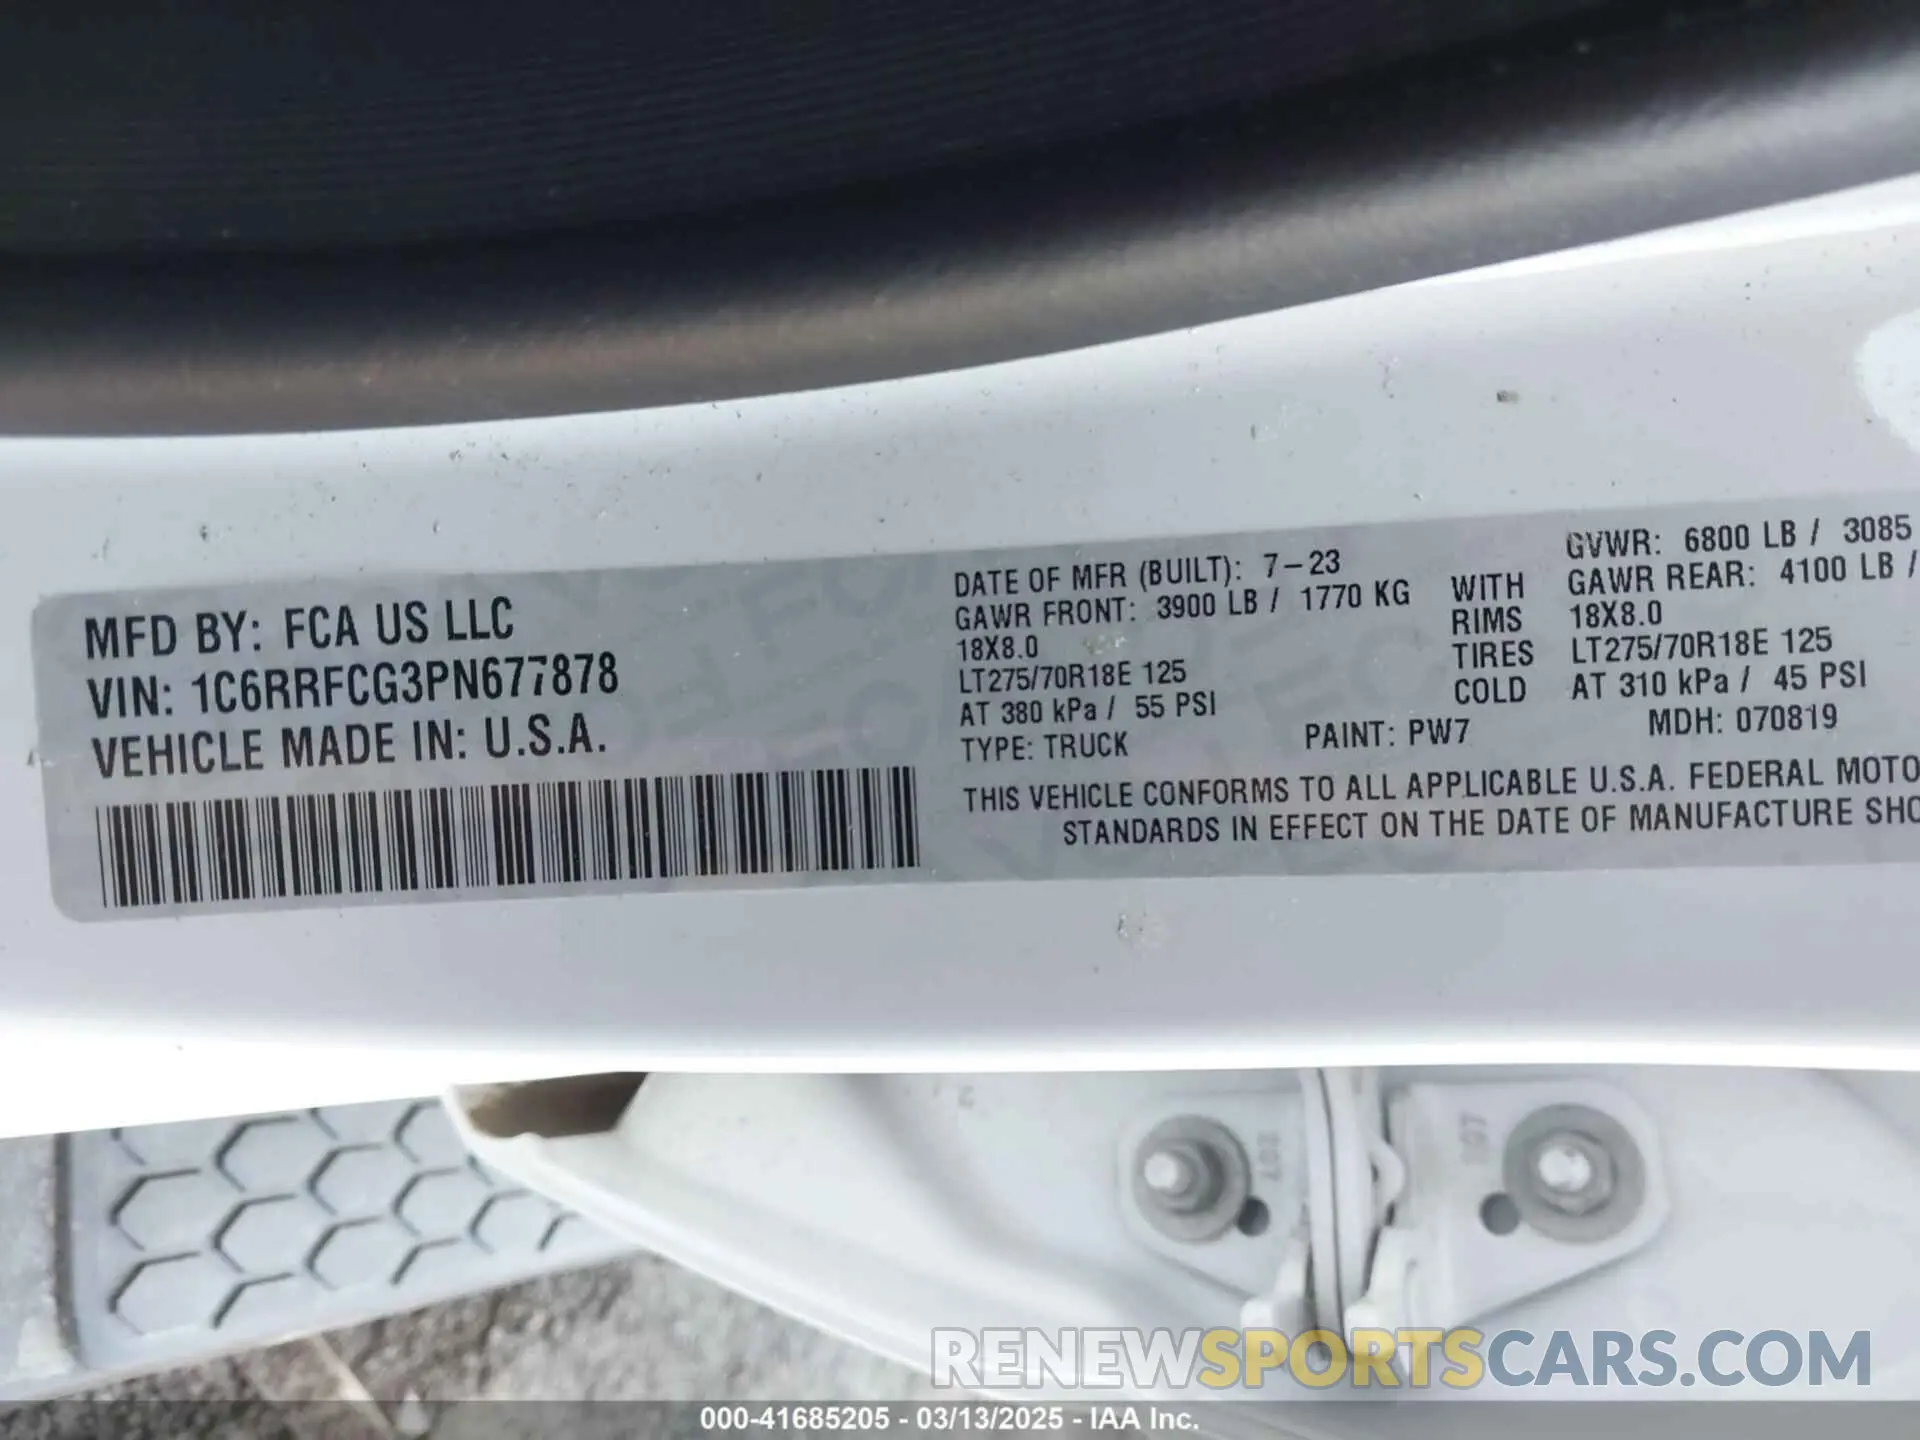 MFD BY: FCA US LLC
VIN: 1C6RRFCG3PN677878
VEHICLE MADE IN: U.S.A.
DATE OF MFR (BUILT): 7-23
GAWR FRONT: 3900 LB / 1770 KG
18X8.0
LT275/70R18E 125
AT 380 kPa / 55 PSI
TYPE: TRUCK
WITH
RIMS
TIRES
COLD
GVWR: 6800 LB / 3085
GAWR REAR: 4100 LB /
18X8.0
LT275/70R18E 125
AT 310 kPa / 45 PSI
PAINT: PW7
MDH: 070819
THIS VEHICLE CONFORMS TO ALL APPLICABLE U.S.A. FEDERAL MOTO
STANDARDS IN EFFECT ON THE DATE OF MANUFACTURE SHO
RENEWSPORTSCARS.COM
000-41685205 - 03/13/2025 - IAA Inc.